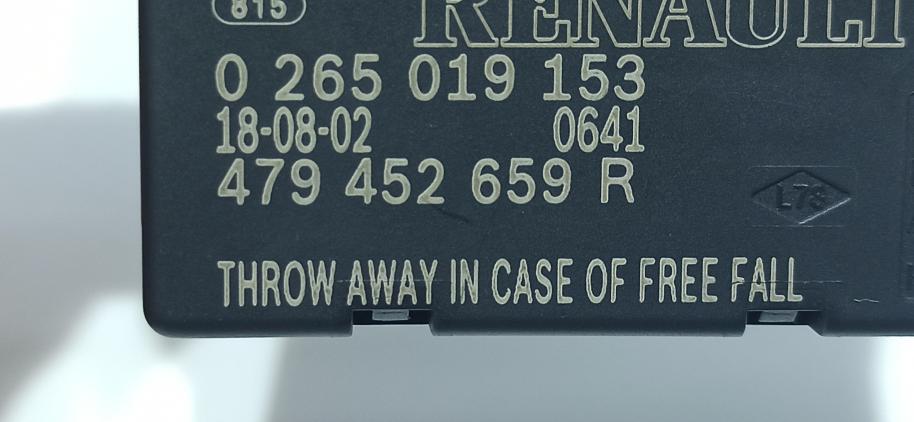 815
RENAULT
0 265 019 153
18-08-02 0641
479 452 659 R
THROW AWAY IN CASE OF FREE FALL